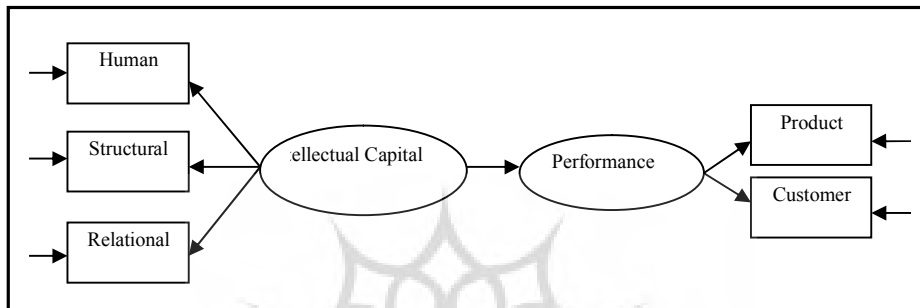 Human
Structural
Relational
ellectual Capital
Performance
Product
Customer